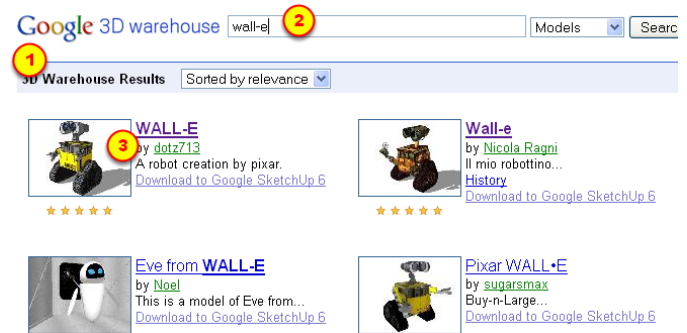 Google 3D warehouse wall-e 2 Models Searc
1
3D Warehouse Results Sorted by relevance
WALL-E
3 by dotz713
A robot creation by pixar.
Download to Google SketchUp 6
Wall-e
by Nicola Ragni
Il mio robottino...
History
Download to Google SketchUp 6
Eve from WALL-E
by Noel
This is a model of Eve from...
Download to Google SketchUp 6
Pixar WALL•E
by sugarsmax
Buy-n-Large...
Download to Google SketchUp 6